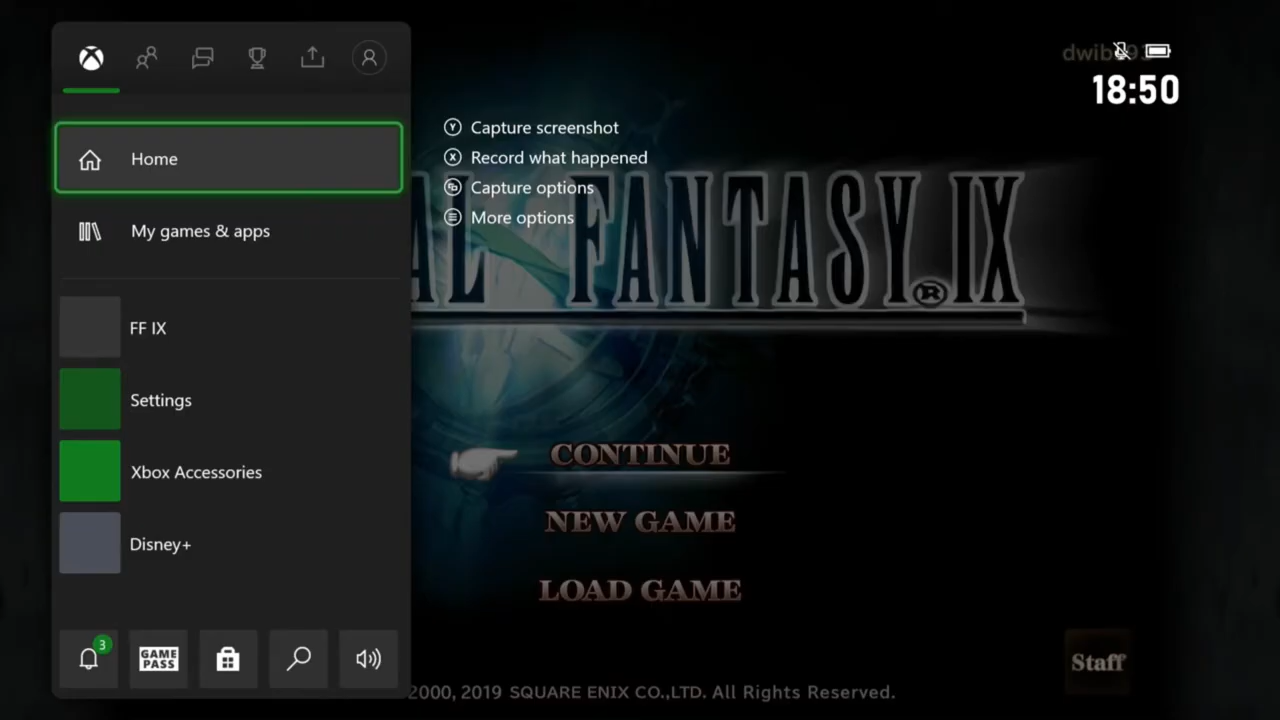 18:50
Home
My games & apps
FF IX
Settings
Xbox Accessories
Disney+
3
GAME
PASS
Y Capture screenshot
X Record what happened
Capture options
More options
AL FANTASY® IX
CONTINUE
NEW GAME
LOAD GAME
Staff
2000, 2019 SQUARE ENIX CO.,LTD. All Rights Reserved.